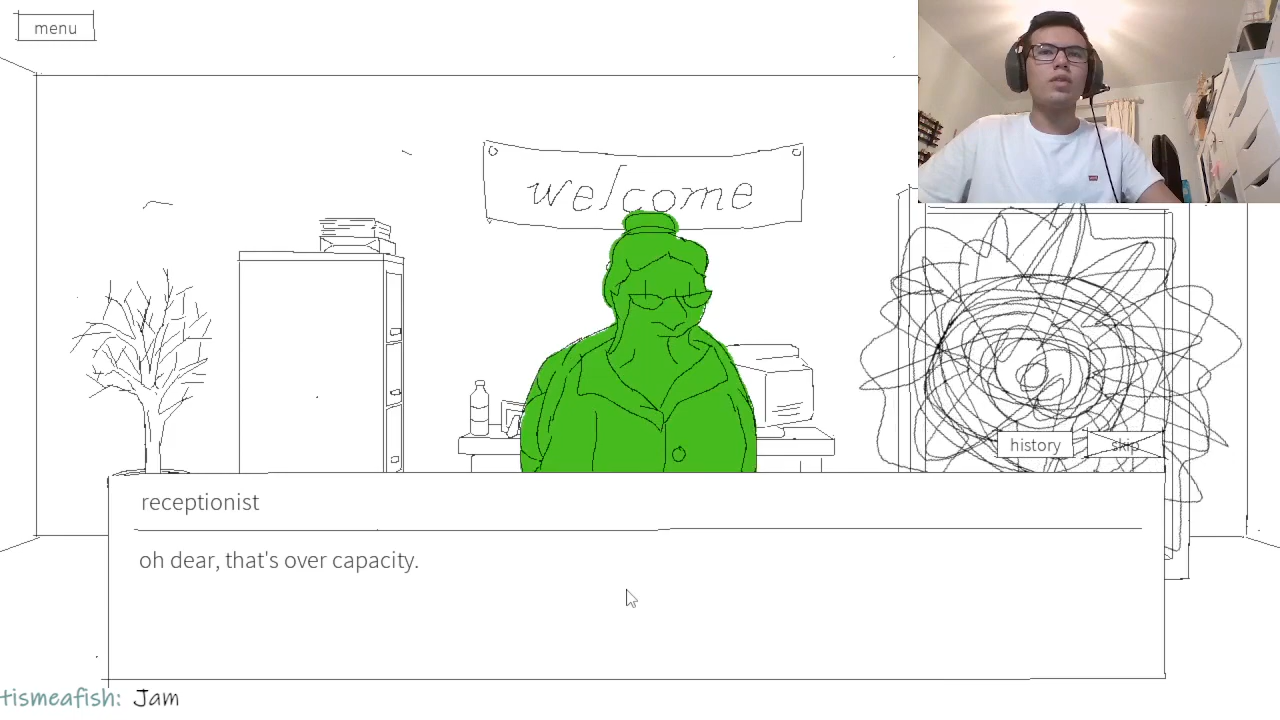 menu
welcome
history
skip
receptionist
oh dear, that's over capacity.
tismeafish: Jam